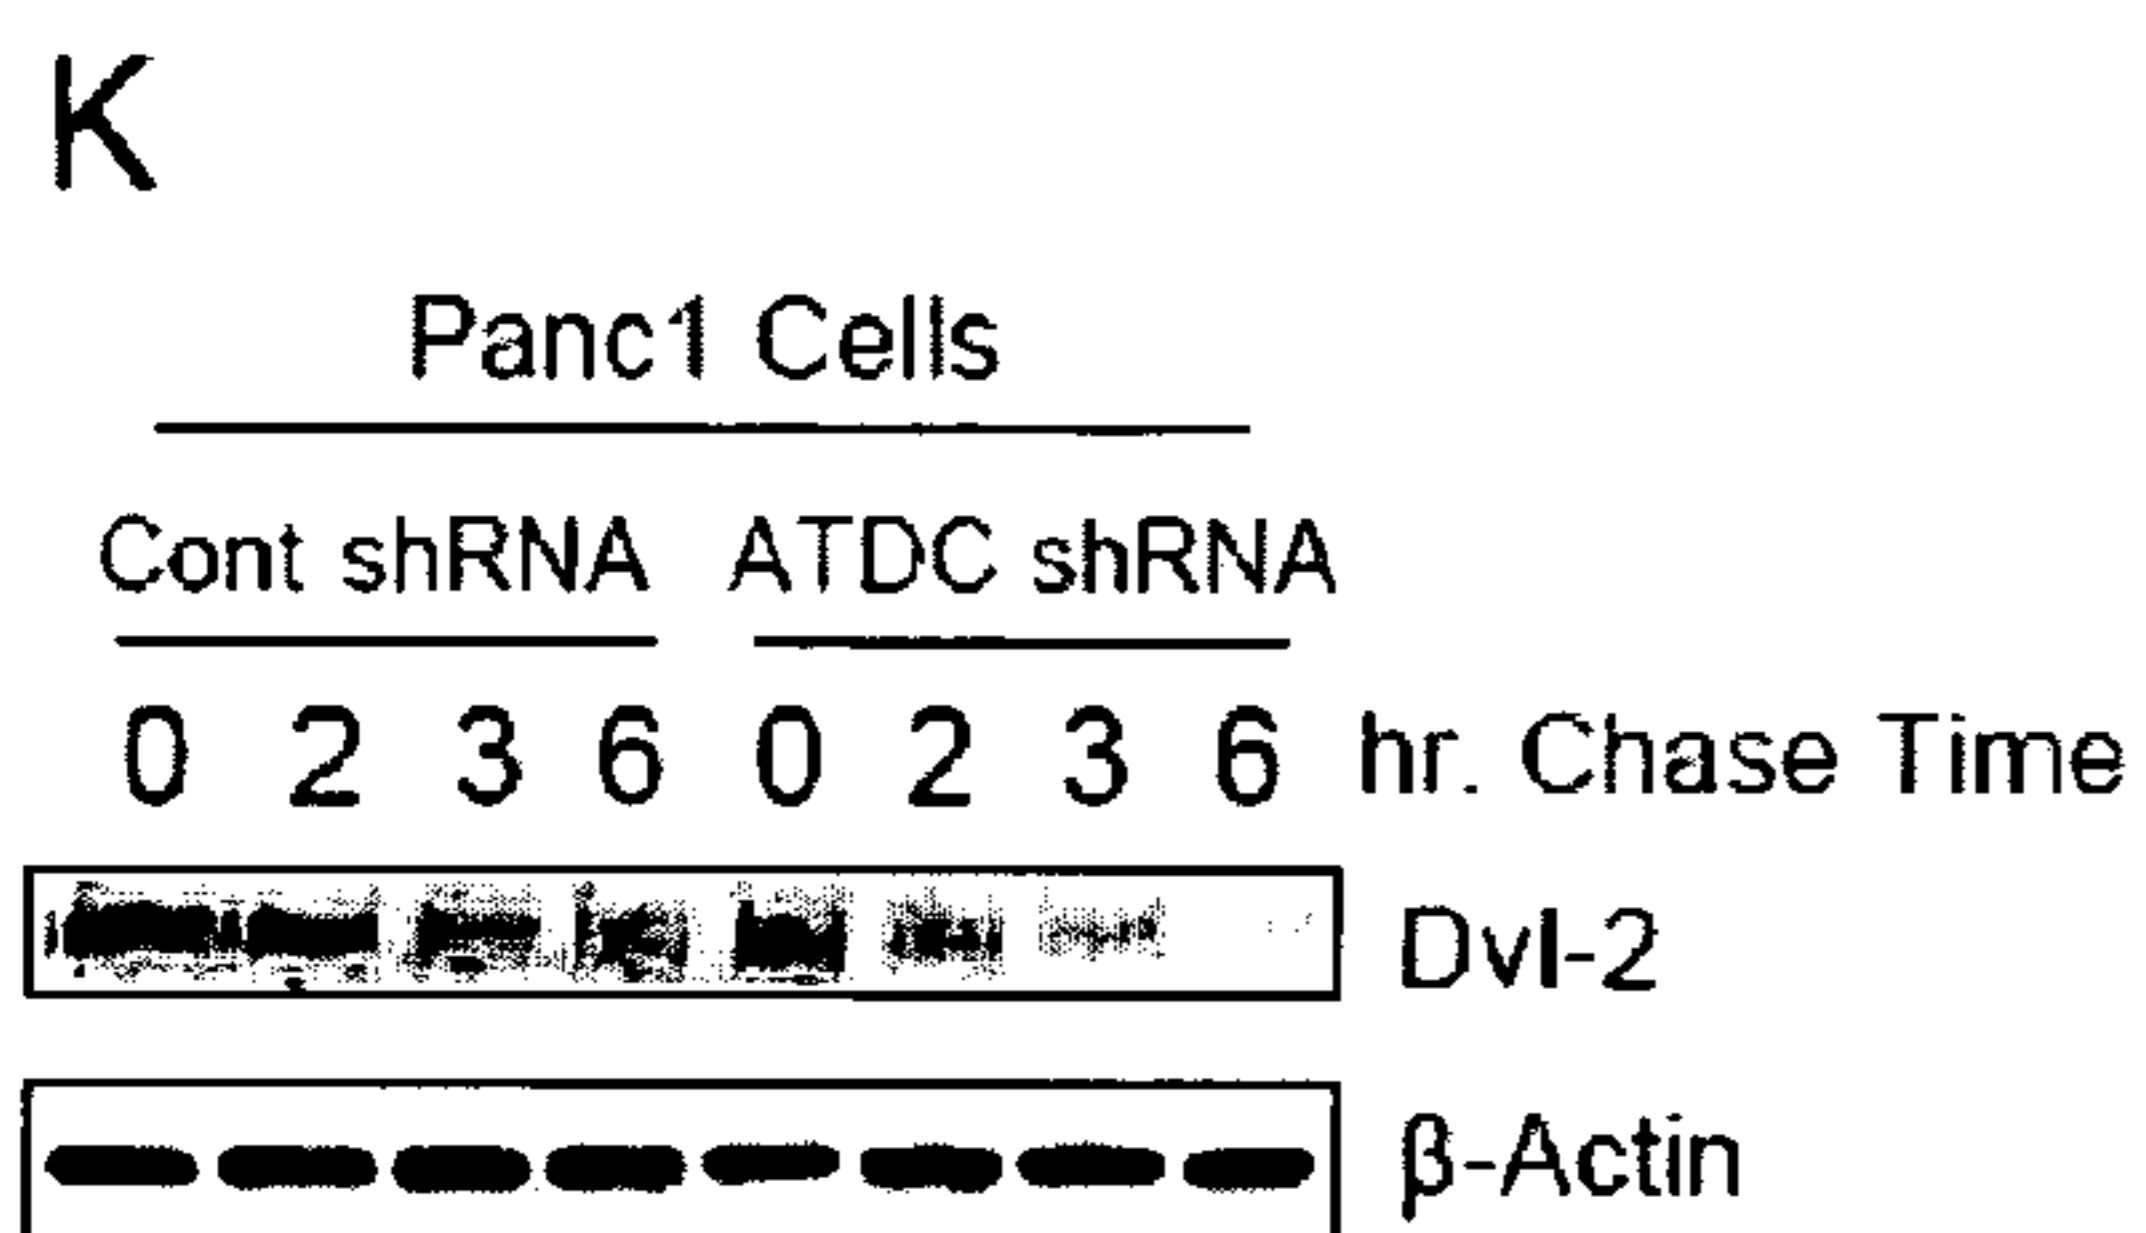 K
Panc1 Cells
Cont shRNA ATDC shRNA
0 2 3 6 0 2 3 6 hr. Chase Time
Dvl-2
β-Actin